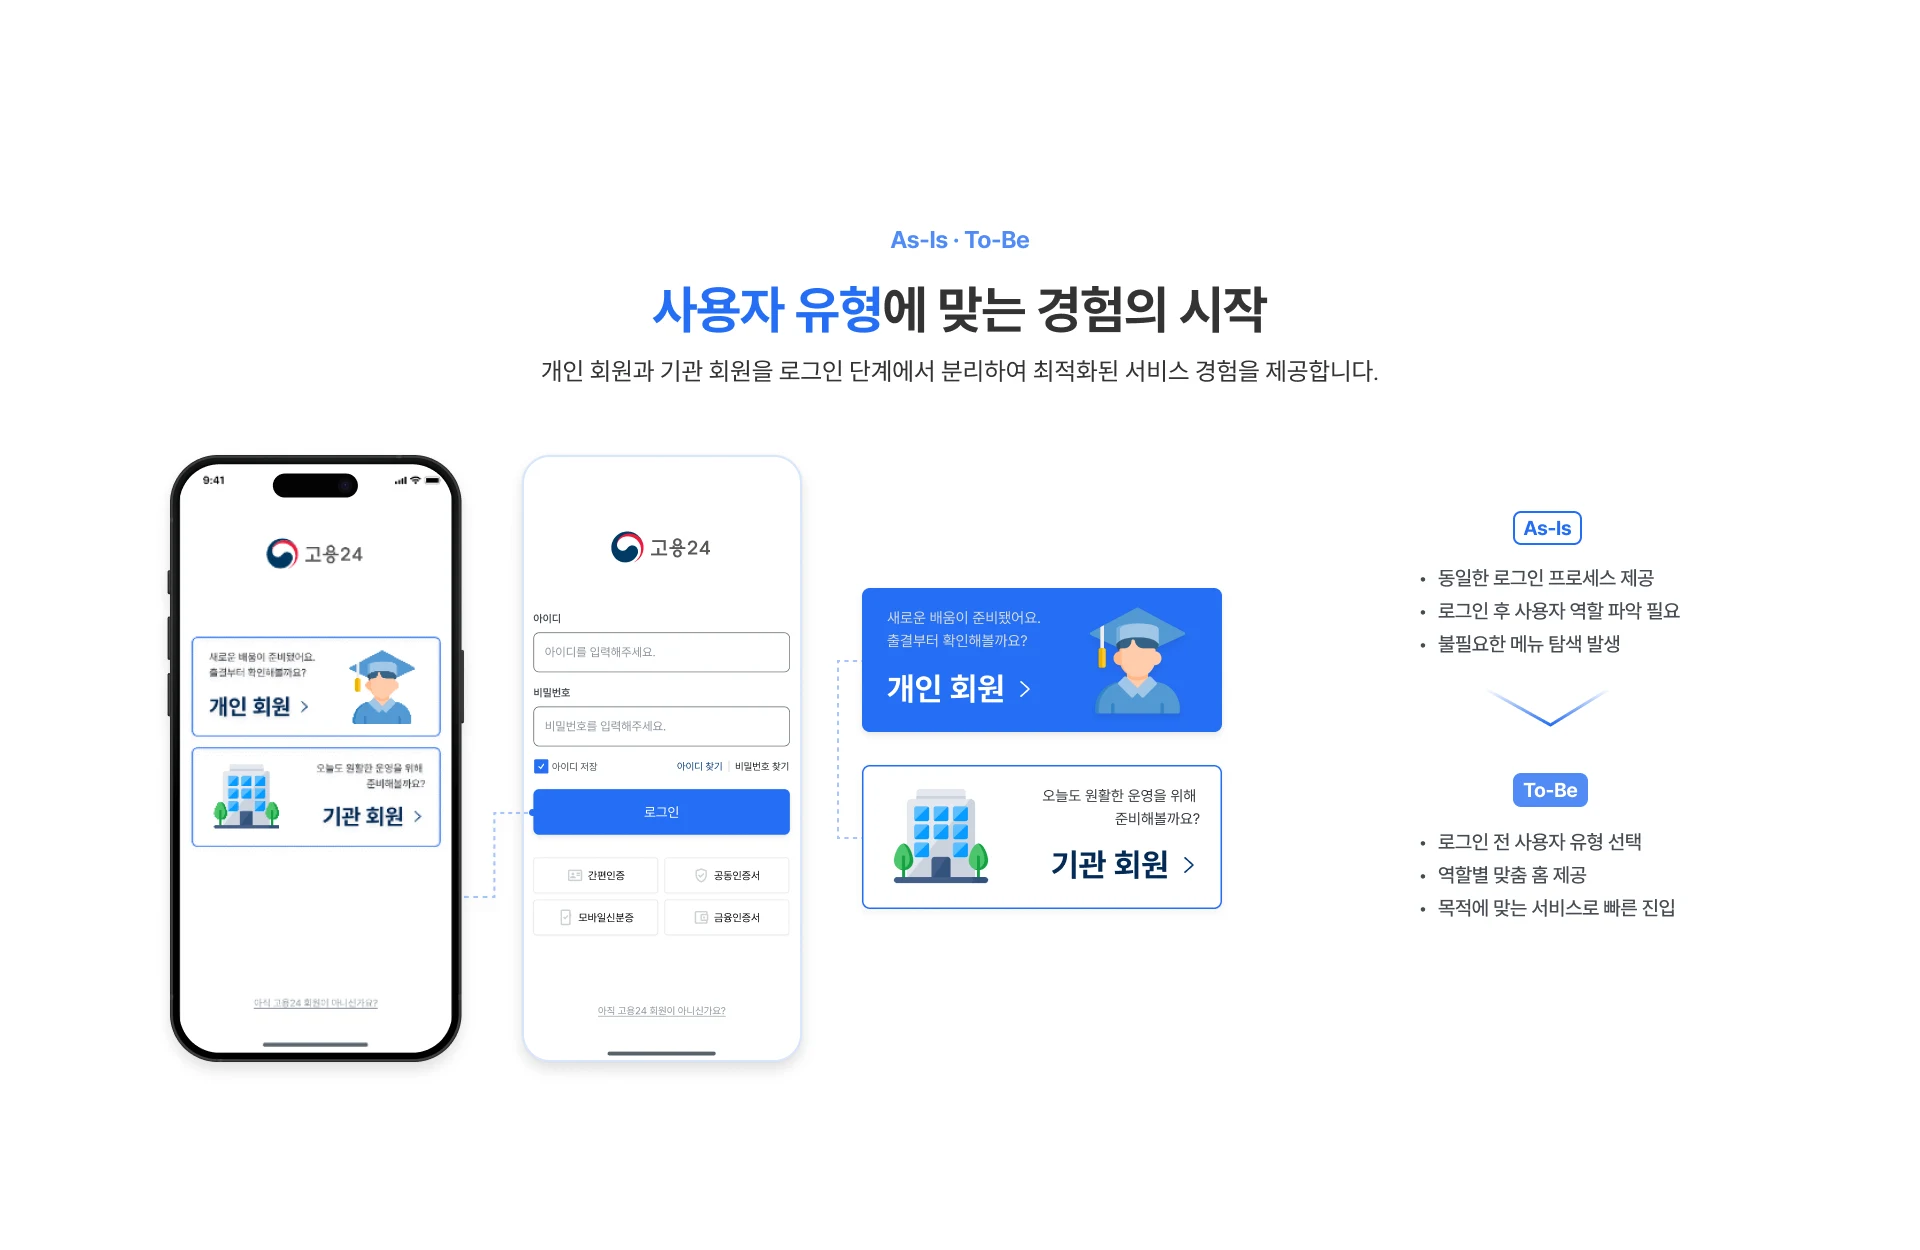 As-Is · To-Be
사용자 유형에 맞는 경험의 시작
개인 회원과 기관 회원을 로그인 단계에서 분리하여 최적화된 서비스 경험을 제공합니다.
9:41
고용24
새로운 배움이 준비됐어요.
출결부터 확인해볼까요?
개인 회원
오늘도 원활한 운영을 위해
준비해볼까요?
기관 회원
아직 고용24 회원이 아니신가요?
고용24
아이디
아이디를 입력해주세요.
비밀번호
비밀번호를 입력해주세요.
아이디 저장
아이디 찾기 | 비밀번호 찾기
로그인
간편인증
공동인증서
모바일신분증
금융인증서
아직 고용24 회원이 아니신가요?
새로운 배움이 준비됐어요.
출결부터 확인해볼까요?
개인 회원
오늘도 원활한 운영을 위해
준비해볼까요?
기관 회원
As-Is
• 동일한 로그인 프로세스 제공
• 로그인 후 사용자 역할 파악 필요
• 불필요한 메뉴 탐색 발생
To-Be
• 로그인 전 사용자 유형 선택
• 역할별 맞춤 홈 제공
• 목적에 맞는 서비스로 빠른 진입